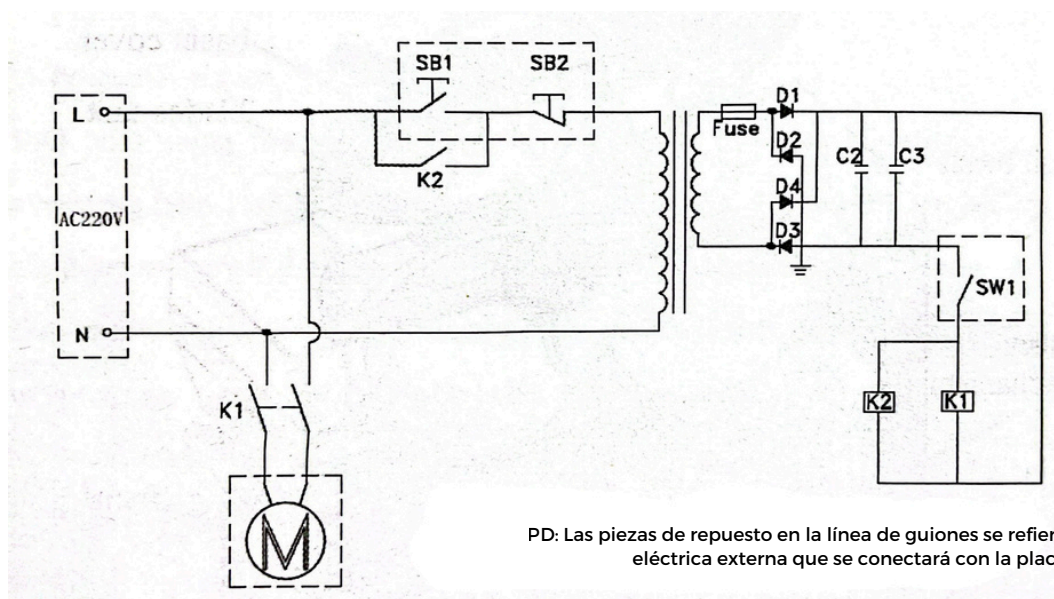 SB1 SB2
L
K2
Fuse
D1
D2
D4
D3
C2 C3
AC220V
SW1
N
K1
K2 K1
M
PD: Las piezas de repuesto en la línea de guiones se refier
eléctrica externa que se conectará con la plac